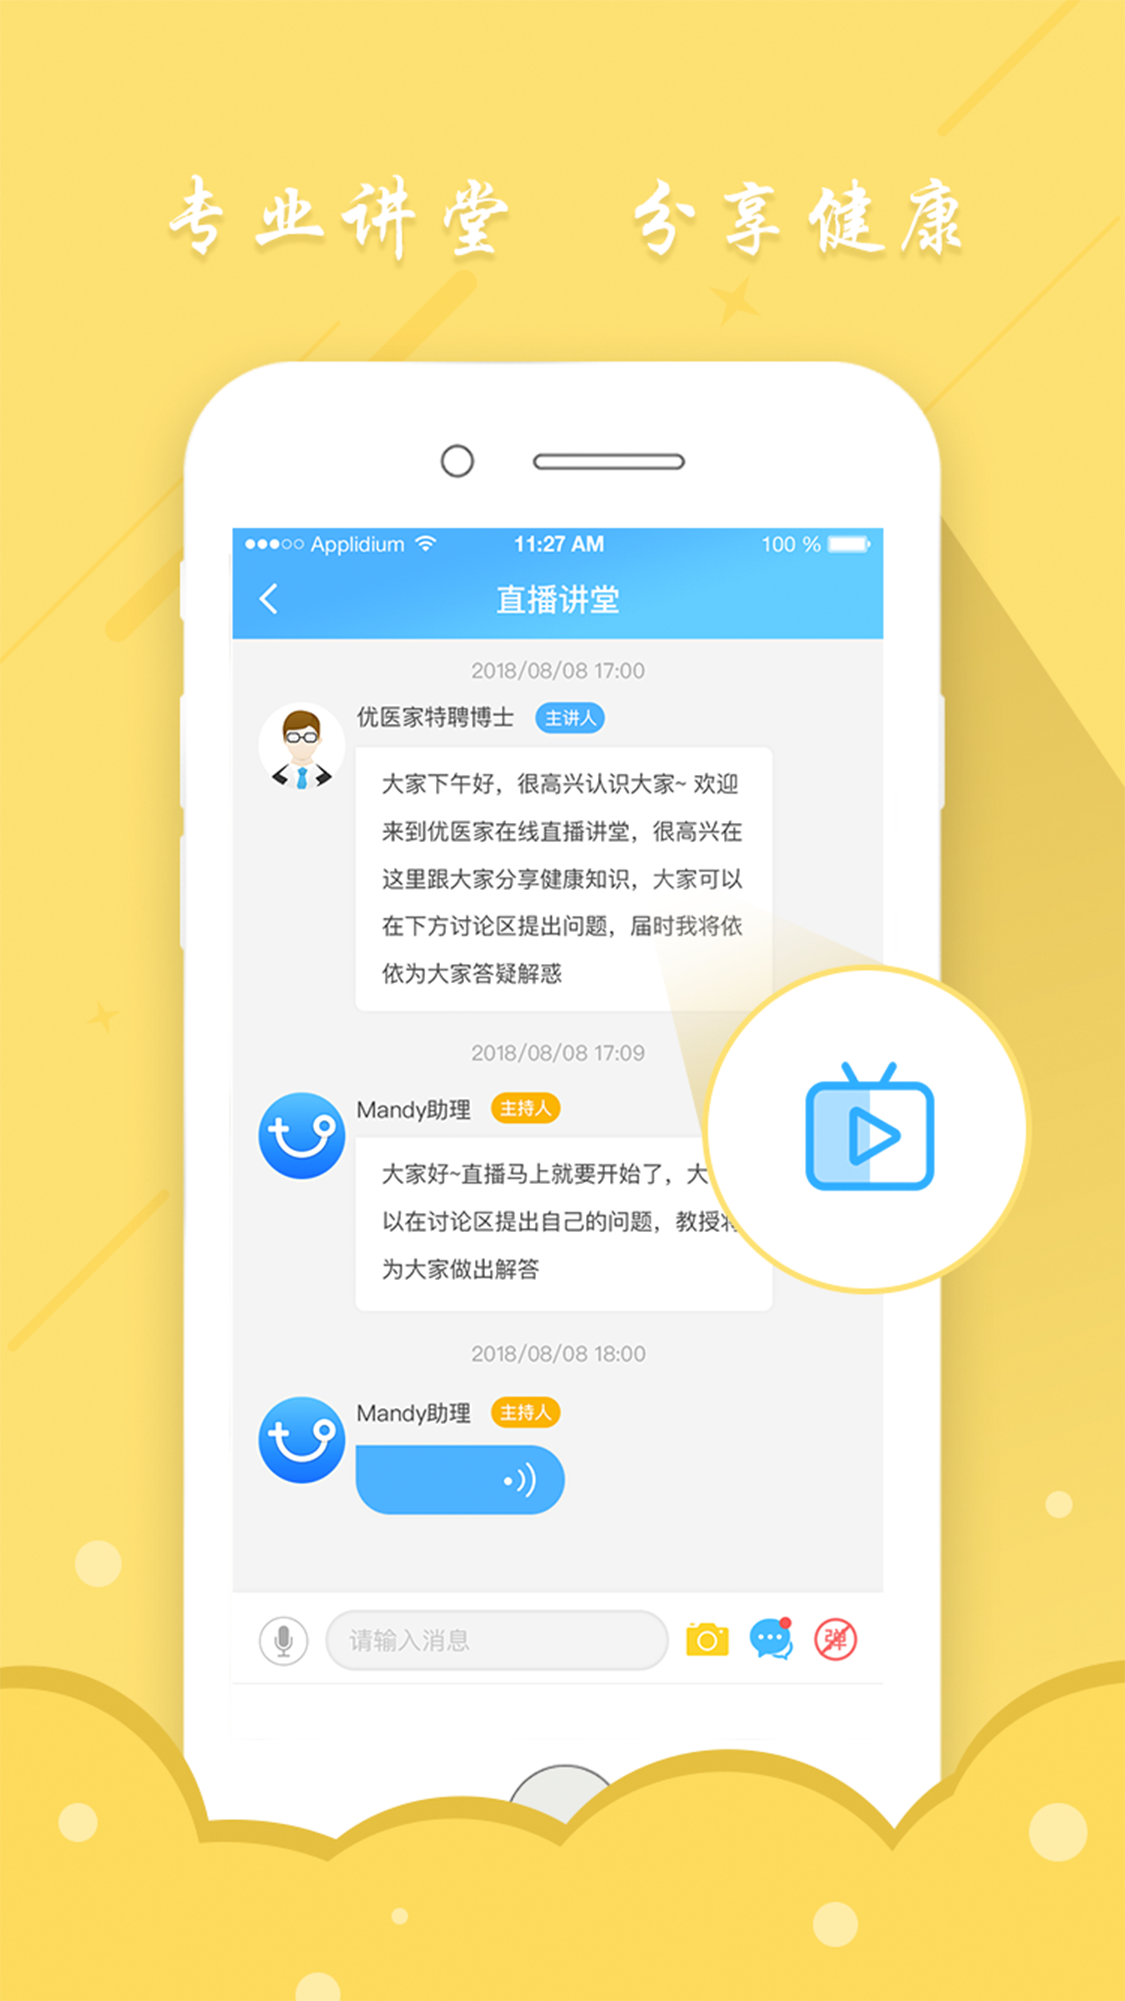 专业讲堂 分享健康
Applidium 11:27 AM 100 %
直播讲堂
2018/08/08 17:00
优医家特聘博士 主讲人
大家下午好，很高兴认识大家~ 欢迎
来到优医家在线直播讲堂，很高兴在
这里跟大家分享健康知识，大家可以
在下方讨论区提出问题，届时我将依
依为大家答疑解惑
2018/08/08 17:09
Mandy助理 主持人
大家好~直播马上就要开始了，大
以在讨论区提出自己的问题，教授
为大家做出解答
2018/08/08 18:00
Mandy助理 主持人
请输入消息
弹